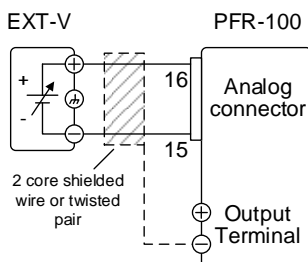 EXT-V
PFR-100
+
-
16
15
Analog
connector
2 core shielded
wire or twisted
pair
Output
Terminal